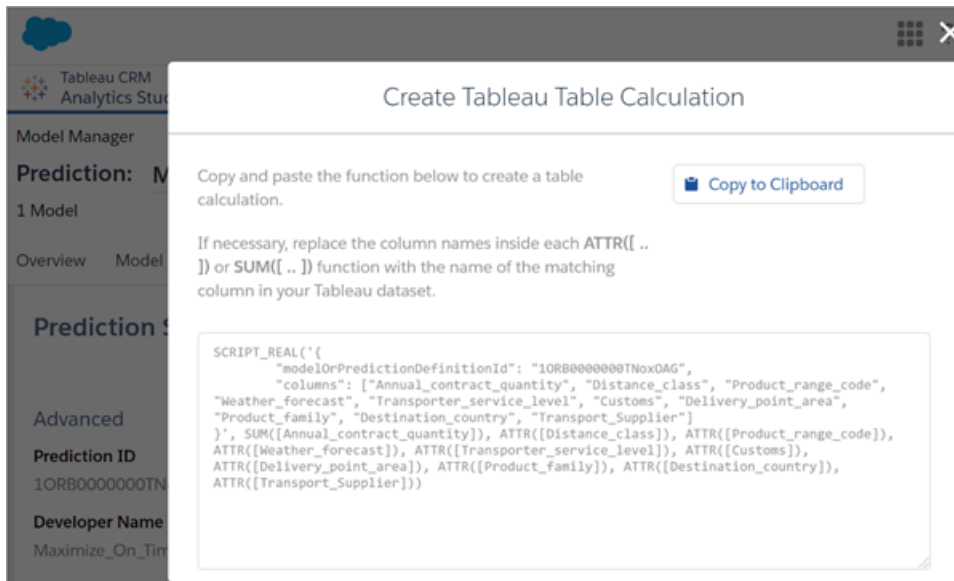 Tableau CRM
Analytics
Create Tableau Table Calculation
Model Manager
Prediction:
1 Model
Overview Model
Copy and paste the function below to create a table
calculation.
Copy to Clipboard
If necessary, replace the column names inside each ATTR([ ..
]) or SUM([ .. ]) function with the name of the matching
column in your Tableau dataset.
Prediction
SCRIPT_REAL('{
"modelOrPredictionDefinitionId": "1ORB0000000TNoxOAG",
"columns": ["Annual_contract_quantity", "Distance_class", "Product_range_code",
"Weather_forecast", "Transporter_service_level", "Customs", "Delivery_point_area",
"Product_family", "Destination_country", "Transport_Supplier"]
}', SUM([Annual_contract_quantity]), ATTR([Distance_class]), ATTR([Product_range_code]),
ATTR([Weather_forecast]), ATTR([Transporter_service_level]), ATTR([Customs]),
ATTR([Delivery_point_area]), ATTR([Product_family]), ATTR([Destination_country]),
ATTR([Transport_Supplier]))
Advanced
Prediction ID
1ORB0000000TN
Developer Name
Maximize_On_Tim